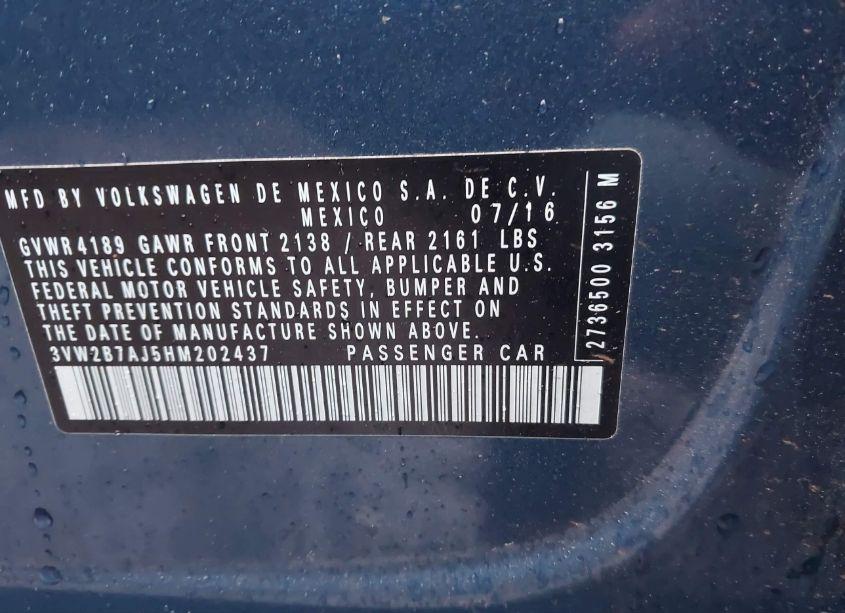 MFD BY VOLKSWAGEN DE MEXICO S.A. DE C.V.
MEXICO 07/16
GVWR4189 GAWR FRONT 2138 / REAR 2161 LBS
THIS VEHICLE CONFORMS TO ALL APPLICABLE U.S.
FEDERAL MOTOR VEHICLE SAFETY, BUMPER AND
THEFT PREVENTION STANDARDS IN EFFECT ON
THE DATE OF MANUFACTURE SHOWN ABOVE.
3VW2B7AJ5HM202437 PASSENGER CAR
2736500 3156 M